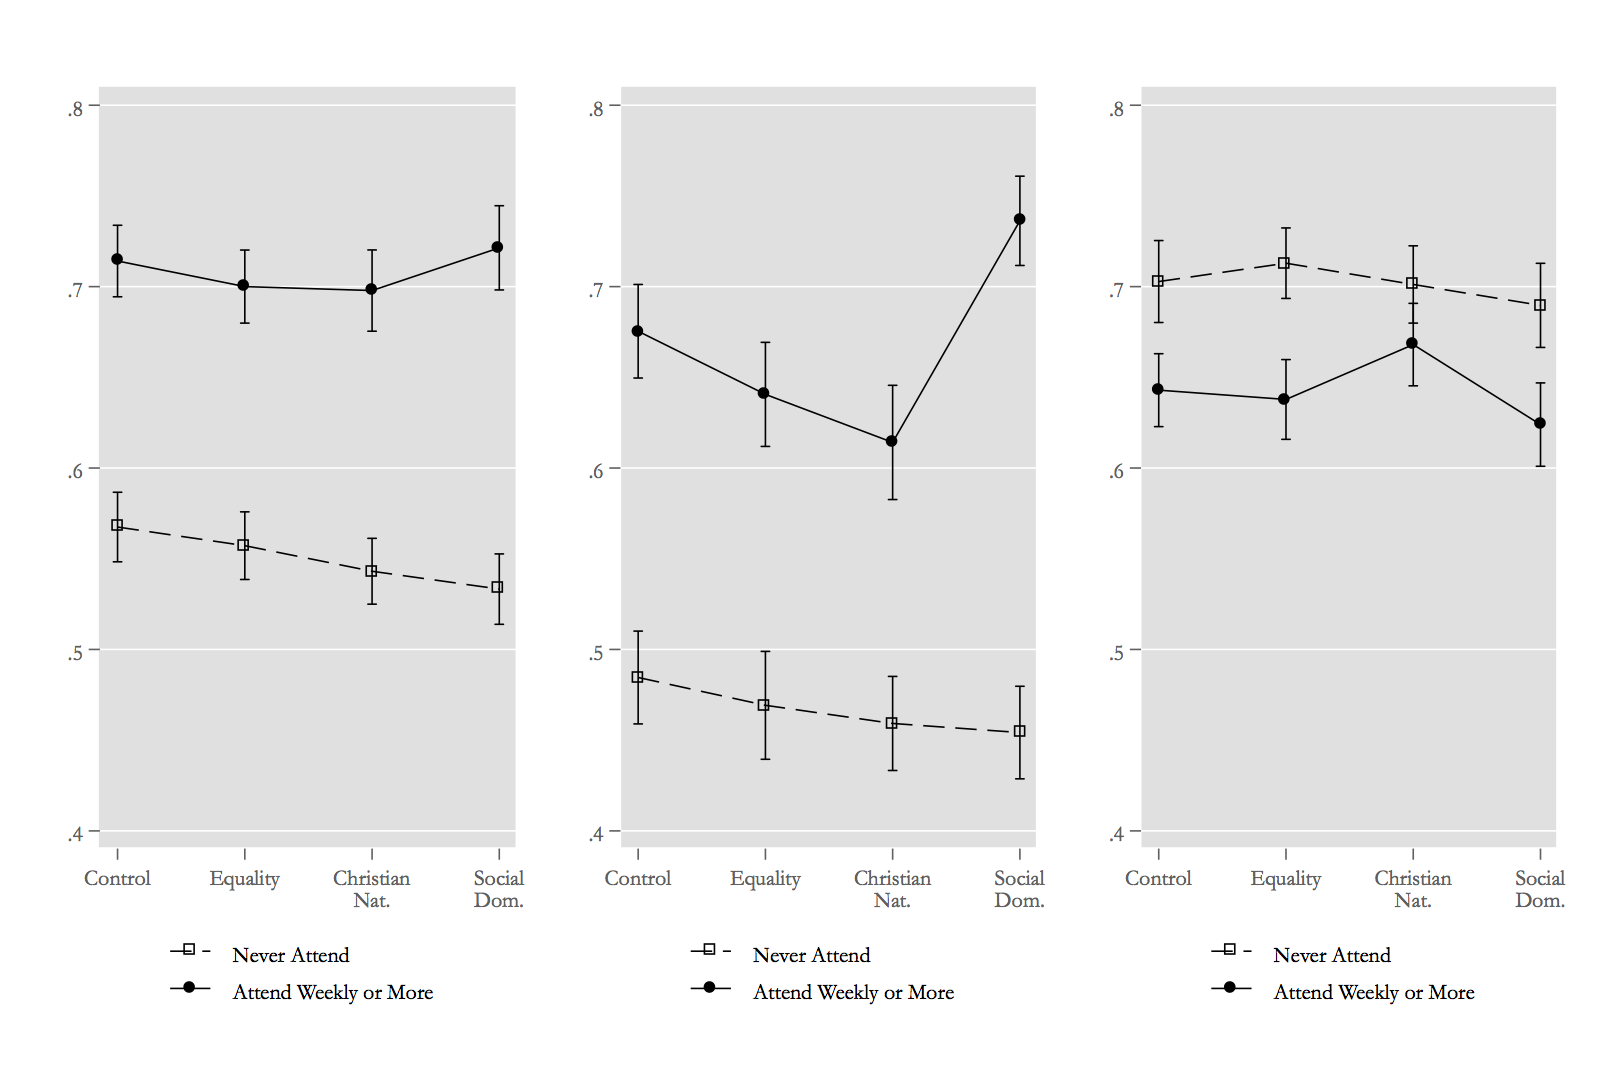 .8
.7
.6
.5
.4
Control Equality Christian Social
Nat. Dom.
Never Attend
Attend Weekly or More
.8
.7
.6
.5
.4
Control Equality Christian Social
Nat. Dom.
Never Attend
Attend Weekly or More
.8
.7
.6
.5
.4
Control Equality Christian Social
Nat. Dom.
Never Attend
Attend Weekly or More